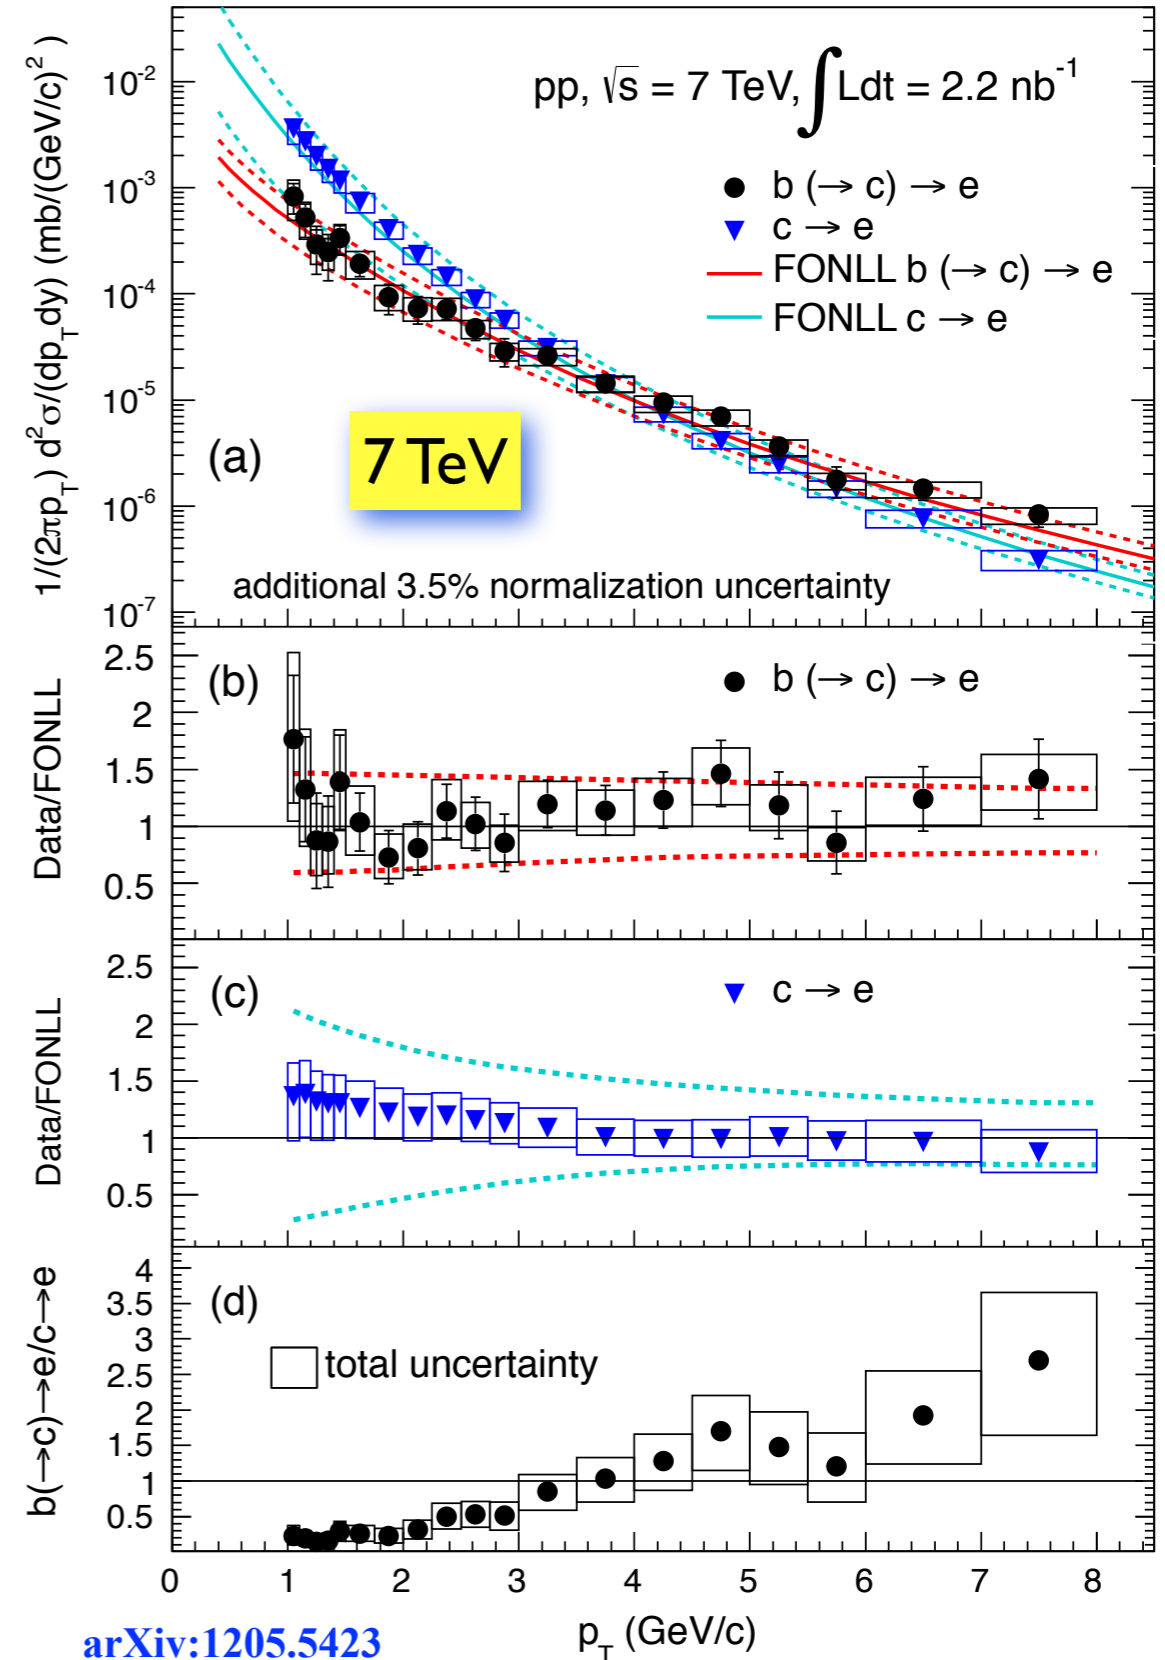 pp, √s = 7 TeV, ∫Ldt = 2.2 nb⁻¹
b (→ c) → e
c → e
FONLL b (→ c) → e
FONLL c → e
(a)
7 TeV
additional 3.5% normalization uncertainty
1/(2πp_T) d²σ/(dp_T dy) (mb/(GeV/c)²)
10⁻²
10⁻³
10⁻⁴
10⁻⁵
10⁻⁶
10⁻⁷
(b)
b (→ c) → e
Data/FONLL
2.5
2
1.5
1
0.5
(c)
c → e
Data/FONLL
2.5
2
1.5
1
0.5
(d)
total uncertainty
b(→c)→e/c→e
4
3.5
3
2.5
2
1.5
1
0.5
0 1 2 3 4 5 6 7 8
p_T (GeV/c)
arXiv:1205.5423